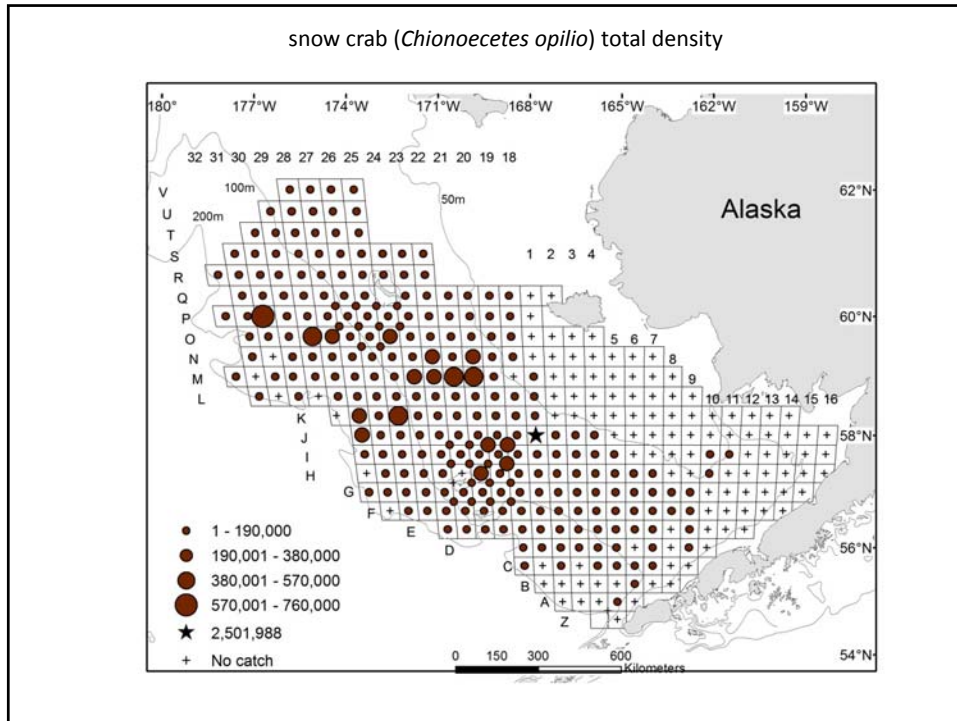 snow crab (Chionoecetes opilio) total density
180° 177°W 174°W 171°W 168°W 165°W 162°W 159°W
32 31 30 29 28 27 26 25 24 23 22 21 20 19 18
V
100m
50m
62°N
U
200m
Alaska
T
S
1 2 3 4
R
Q
P
60°N
O
5 6 7
N
8
M
9
L
10 11 12 13 14 15 16
K
J
58°N
I
H
G
F
E
D
1 - 190,000
190,001 - 380,000
56°N
C
380,001 - 570,000
B
570,001 - 760,000
A
Z
2,501,988
No catch
54°N
0 150 300 600
Kilometers